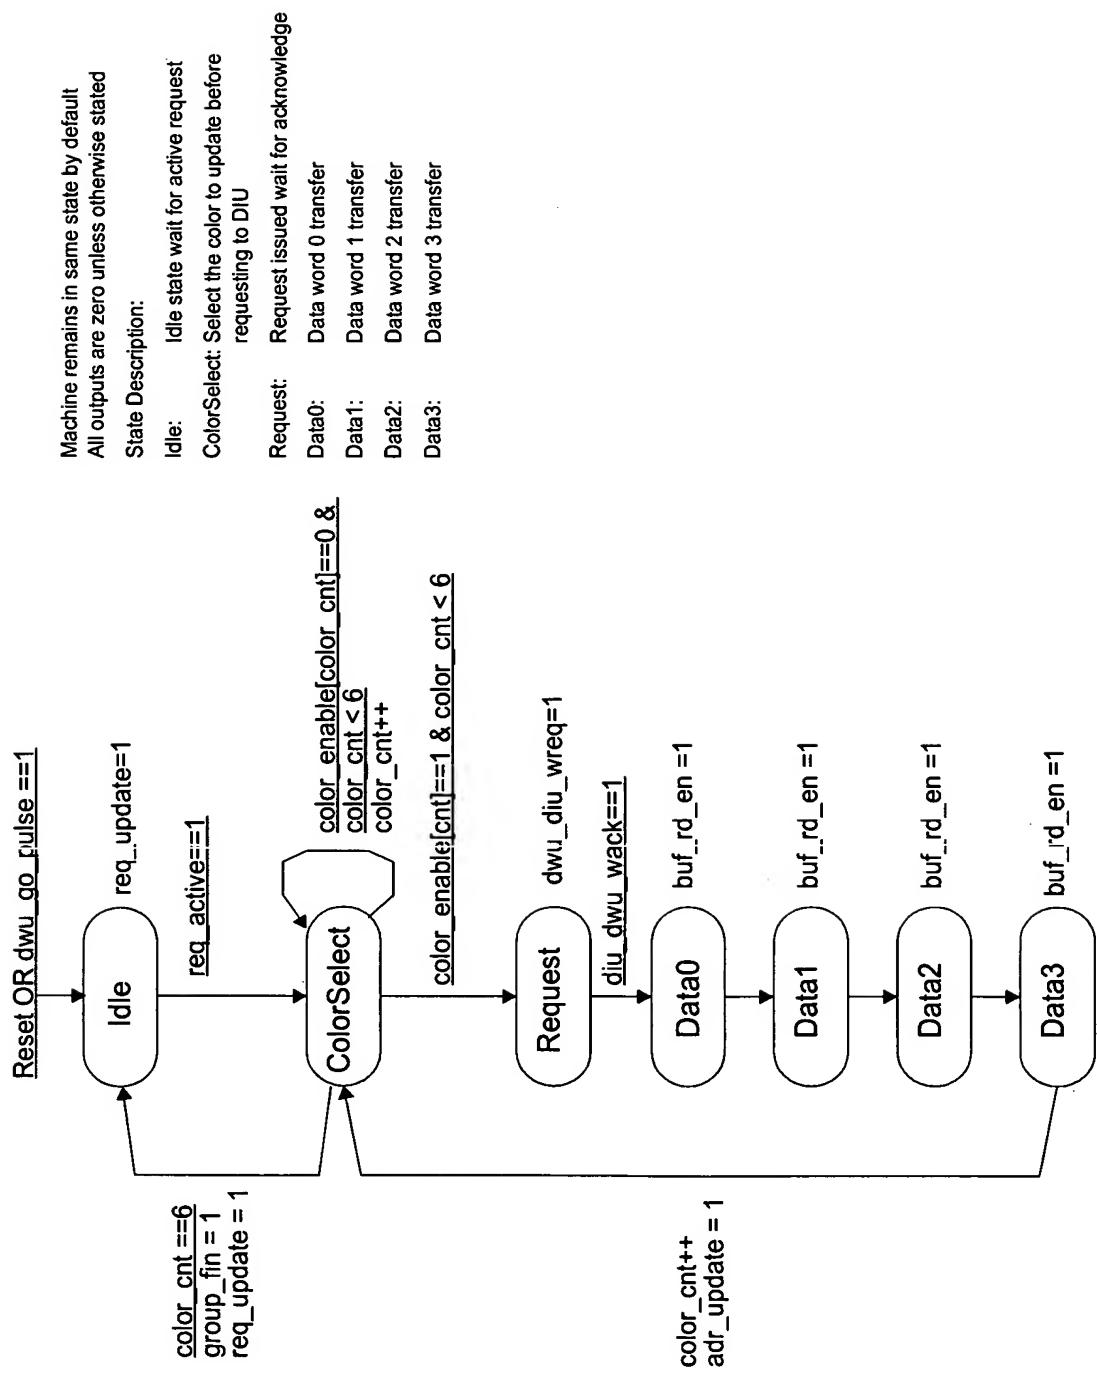 Machine remains in same state by default
All outputs are zero unless otherwise stated
State Description:
Idle: Idle state wait for active request
ColorSelect: Select the color to update before
requesting to DIU
Request: Request issued wait for acknowledge
Data0: Data word 0 transfer
Data1: Data word 1 transfer
Data2: Data word 2 transfer
Data3: Data word 3 transfer
Reset OR dwu_go_pulse ==1
Idle
req_update=1
req_active==1
color_cnt ==6
group_fin = 1
req_update = 1
ColorSelect
color_enable[color_cnt]==0 &
color_cnt < 6
color_cnt++
color_enable[cnt]==1 & color_cnt < 6
Request
dwu_diu_wreq=1
diu_dwu_wack==1
Data0
buf_rd_en =1
Data1
buf_rd_en =1
Data2
buf_rd_en =1
Data3
buf_rd_en =1
color_cnt++
adr_update = 1